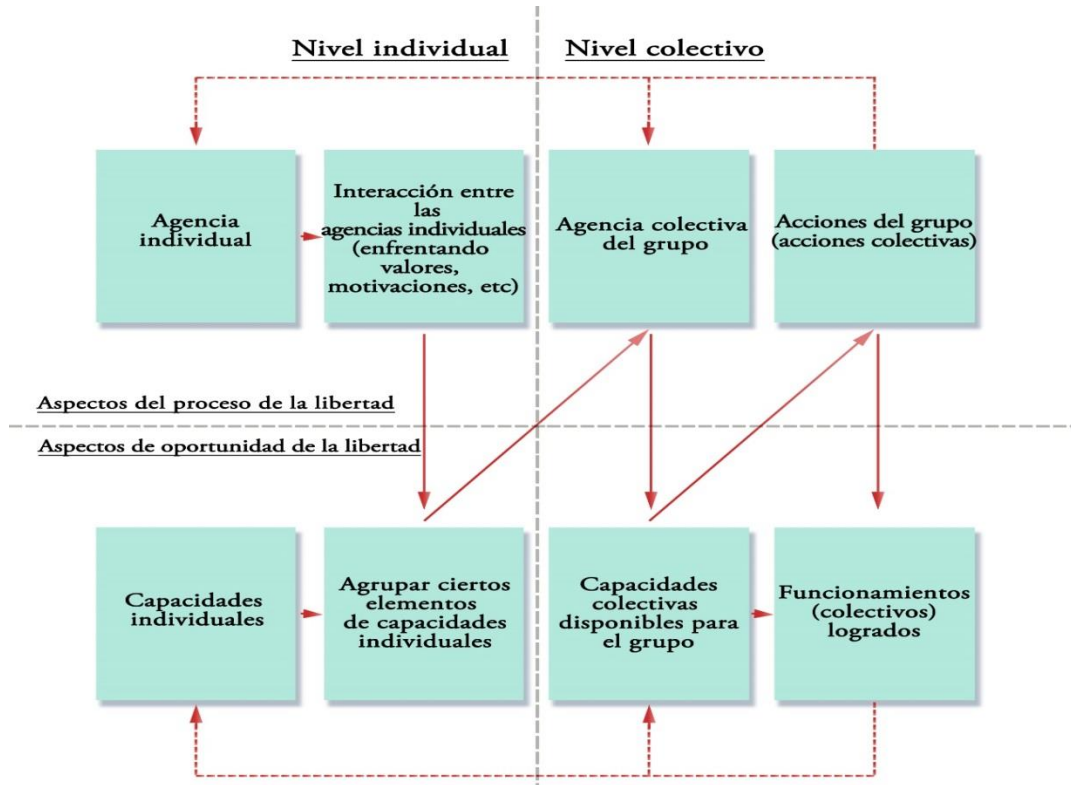 Nivel individual
Nivel colectivo
Agencia
individual
Interacción entre
las
agencias individuales
(enfrentando
valores,
motivaciones, etc)
Agencia colectiva
del grupo
Acciones del grupo
(acciones colectivas)
Aspectos del proceso de la libertad
Aspectos de oportunidad de la libertad
Capacidades
individuales
Agrupar ciertos
elementos
de capacidades
individuales
Capacidades
colectivas
disponibles para
el grupo
Funcionamientos
(colectivos)
logrados